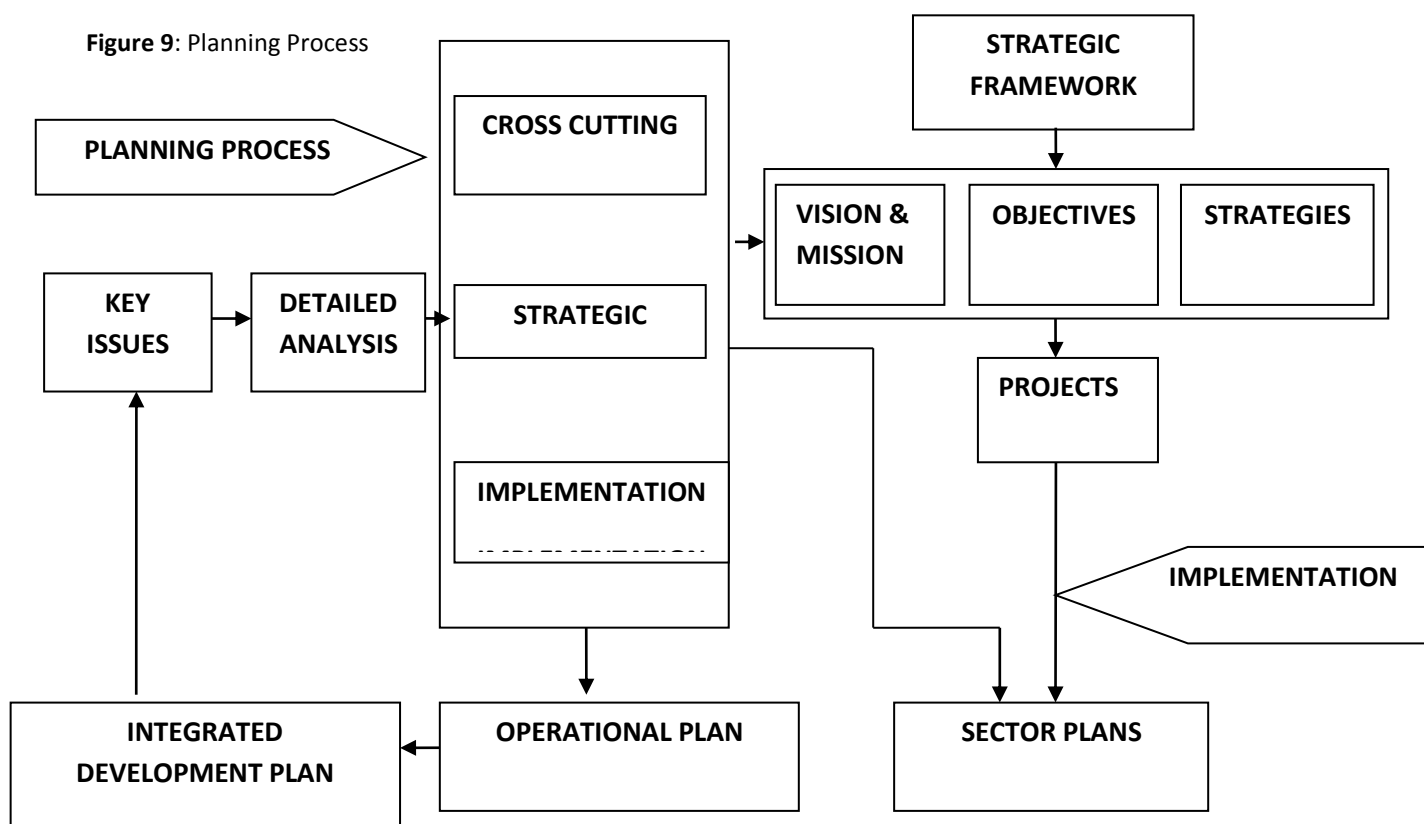 Figure 9: Planning Process
PLANNING PROCESS
CROSS CUTTING
STRATEGIC
FRAMEWORK
VISION &
MISSION
OBJECTIVES
STRATEGIES
KEY
ISSUES
DETAILED
ANALYSIS
STRATEGIC
PROJECTS
IMPLEMENTATION
IMPLEMENTATION
IMPLEMENTATION
INTEGRATED
DEVELOPMENT PLAN
OPERATIONAL PLAN
SECTOR PLANS